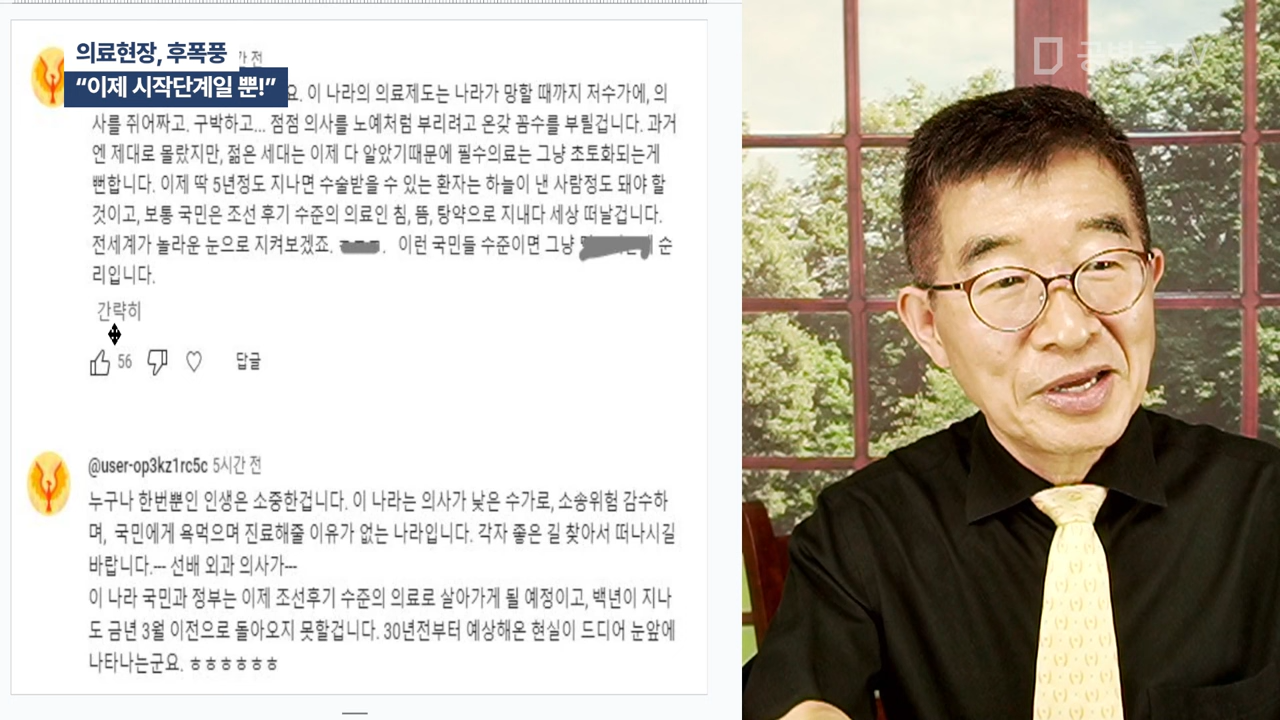 의료현장, 후폭풍
간 전
“이제 시작단계일 뿐!”
요. 이 나라의 의료제도는 나라가 망할 때까지 저수가에, 의
사를 쥐어짜고. 구박하고... 점점 의사를 노예처럼 부리려고 온갖 꼼수를 부릴겁니다. 과거
엔 제대로 몰랐지만, 젊은 세대는 이제 다 알았기때문에 필수의료는 그냥 초토화되는게
뻔합니다. 이제 딱 5년정도 지나면 수술받을 수 있는 환자는 하늘이 낸 사람정도 돼야 할
것이고, 보통 국민은 조선 후기 수준의 의료인 침, 뜸, 탕약으로 지내다 세상 떠날겁니다.
전세계가 놀라운 눈으로 지켜보겠죠. . 이런 국민들 수준이면 그냥 순
리입니다.
간략히
56 답글
@user-op3kz1rc5c 5시간 전
누구나 한번뿐인 인생은 소중한겁니다. 이 나라는 의사가 낮은 수가로, 소송위험 감수하
며, 국민에게 욕먹으며 진료해줄 이유가 없는 나라입니다. 각자 좋은 길 찾아서 떠나시길
바랍니다.--- 선배 외과 의사가---
이 나라 국민과 정부는 이제 조선후기 수준의 의료로 살아가게 될 예정이고, 백년이 지나
도 금년 3월 이전으로 돌아오지 못할겁니다. 30년전부터 예상해온 현실이 드디어 눈앞에
나타나는군요. ㅎㅎㅎㅎㅎㅎ
공병호TV